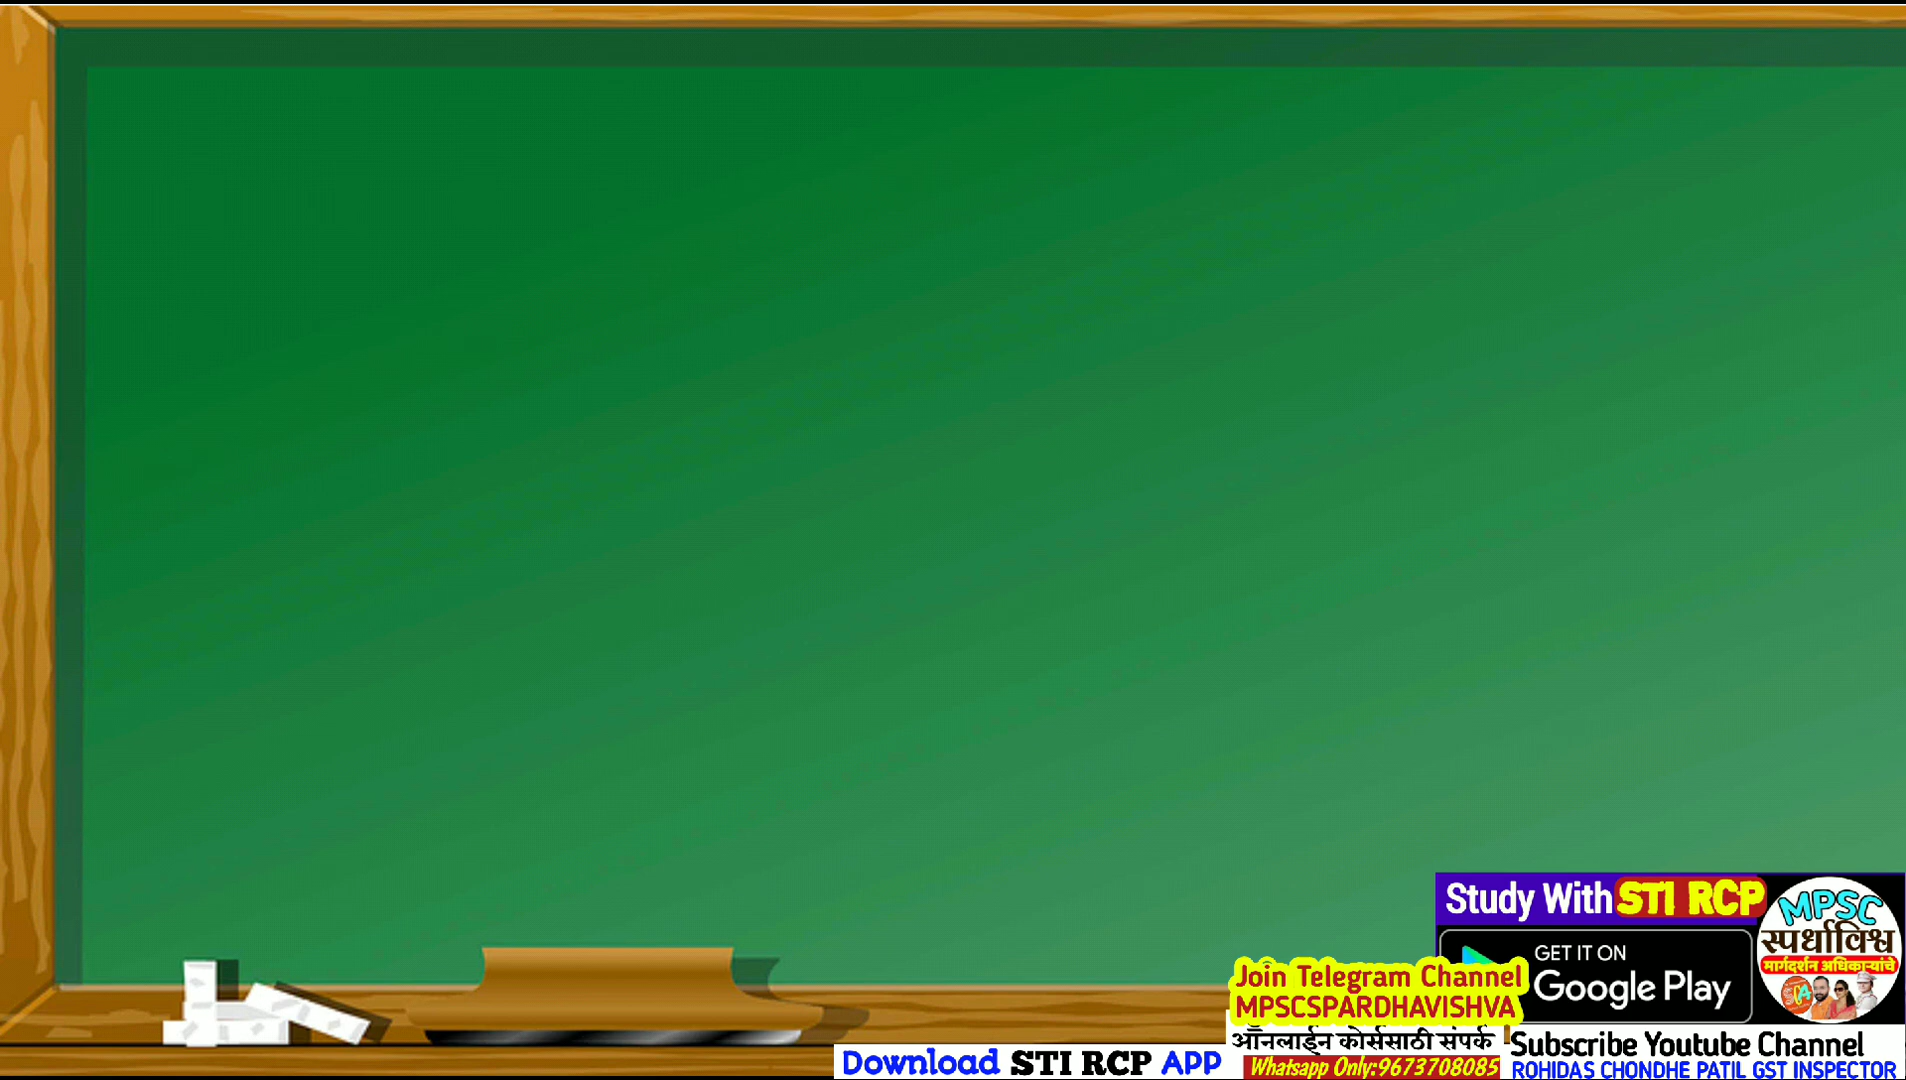 Study With STI RCP
MPSC
स्पर्धाविश्व
मार्गदर्शन अधिकाऱ्यांचे
GET IT ON
Google Play
Join Telegram Channel
MPSCSPARDHAVISHVA
ऑनलाईन कोर्ससाठी संपर्क
Whatsapp Only:9673708085
Download STI RCP APP
Subscribe Youtube Channel
ROHIDAS CHONDHE PATIL GST INSPECTOR